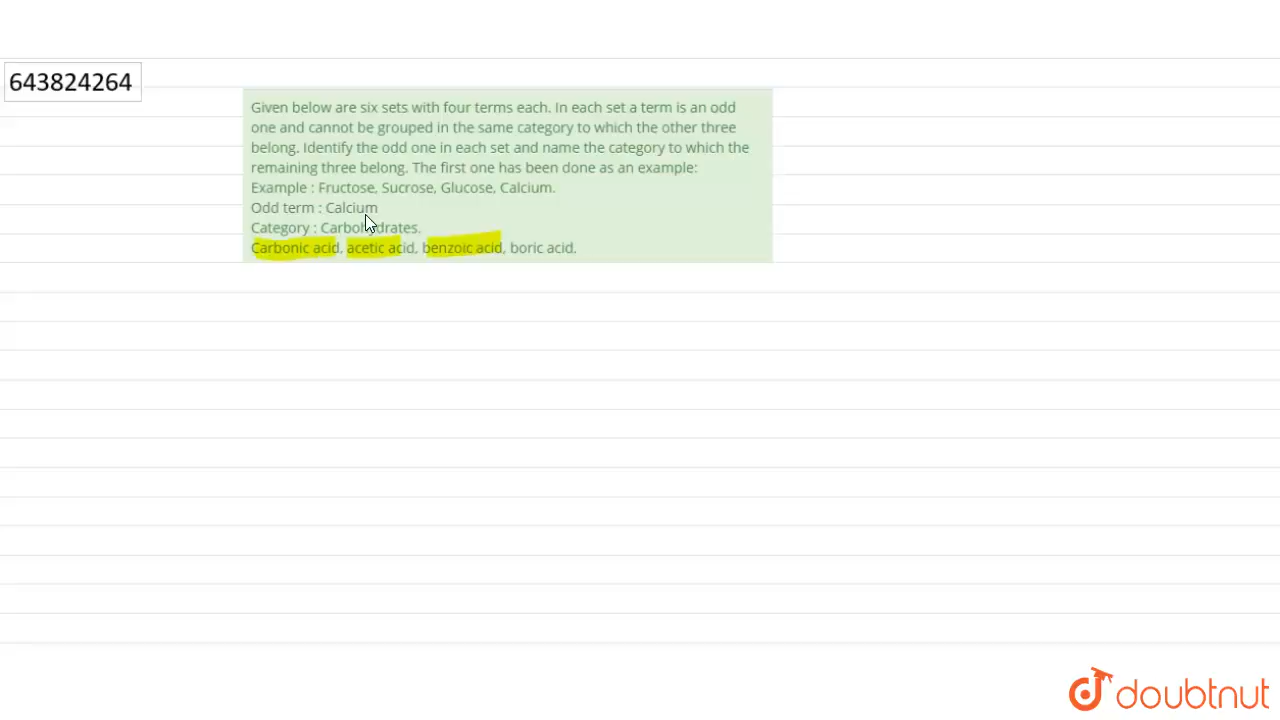 643824264
Given below are six sets with four terms each. In each set a term is an odd
one and cannot be grouped in the same category to which the other three
belong. Identify the odd one in each set and name the category to which the
remaining three belong. The first one has been done as an example:
Example : Fructose, Sucrose, Glucose, Calcium.
Odd term : Calcium
Category : Carbohydrates.
Carbonic acid, acetic acid, benzoic acid, boric acid.
doubtnut